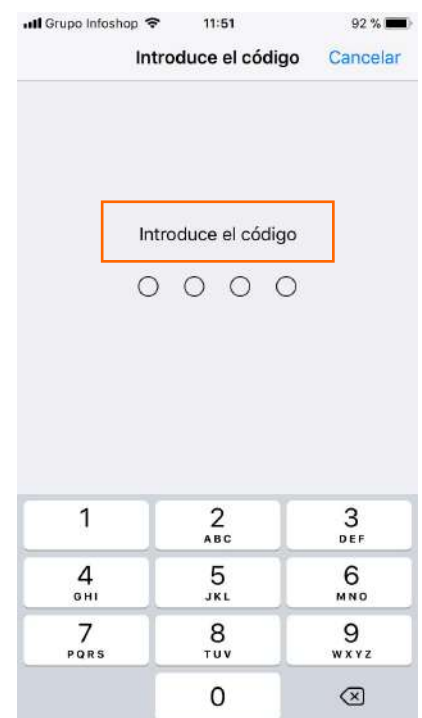 Grupo Infoshop 11:51 92 %
Introduce el código Cancelar
Introduce el código
1 2 3
ABC DEF
4 5 6
GHI JKL MNO
7 8 9
PQRS TUV WXYZ
0